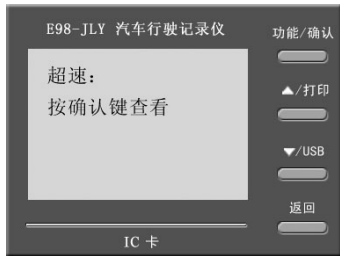 E98-JLY 汽车行驶记录仪
功能/确认
超速：
按确认键查看
▲/打印
▼/USB
返回
IC 卡